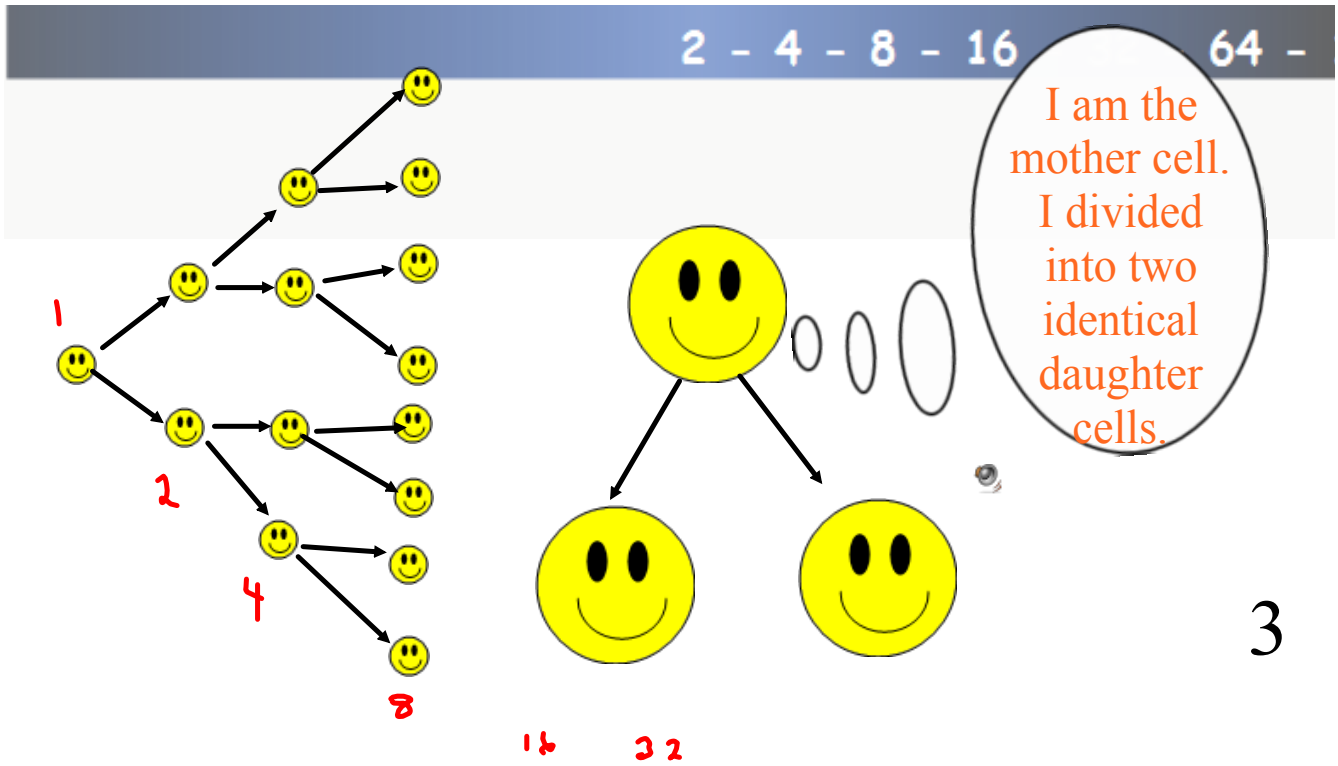 2 - 4 - 8 - 16 64 -
I am the
mother cell.
I divided
into two
identical
daughter
cells.
1
2
4
8
3
16 32